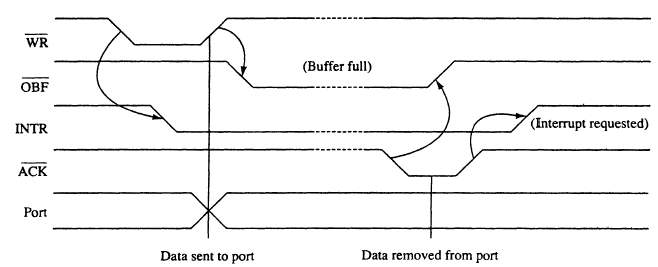 WR
(Buffer full)
OBF
INTR
(Interrupt requested)
ACK
Port
Data sent to port
Data removed from port